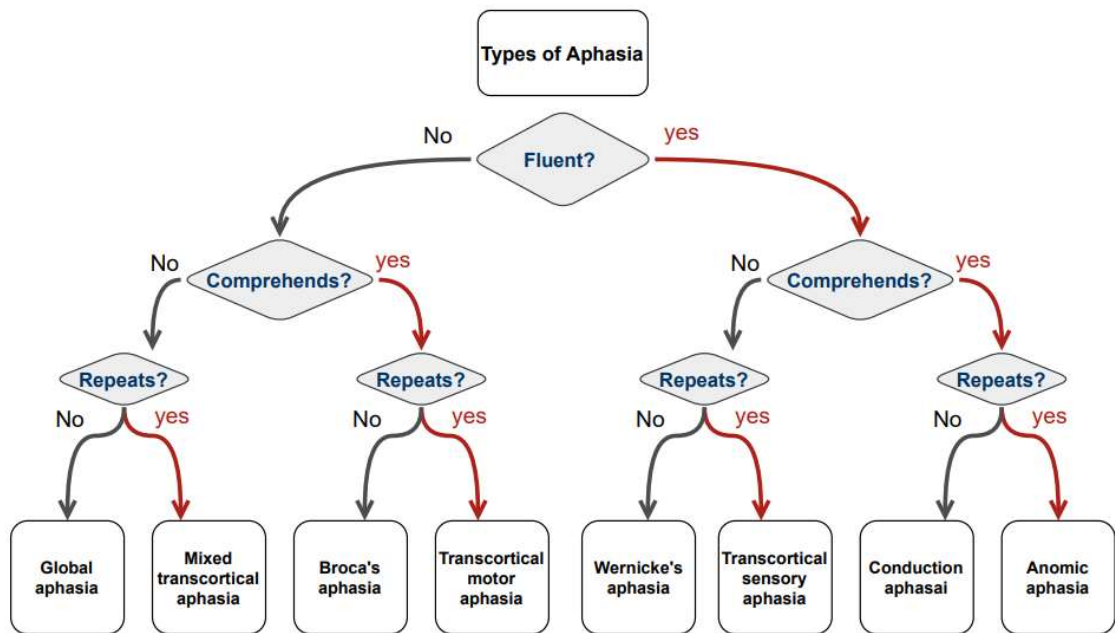 Types of Aphasia
No
yes
Fluent?
No
yes
No
yes
Comprehends?
Comprehends?
Repeats?
Repeats?
Repeats?
Repeats?
No
yes
No
yes
No
yes
No
yes
Global
aphasia
Mixed
transcortical
aphasia
Broca's
aphasia
Transcortical
motor
aphasia
Wernicke's
aphasia
Transcortical
sensory
aphasia
Conduction
aphasai
Anomic
aphasia